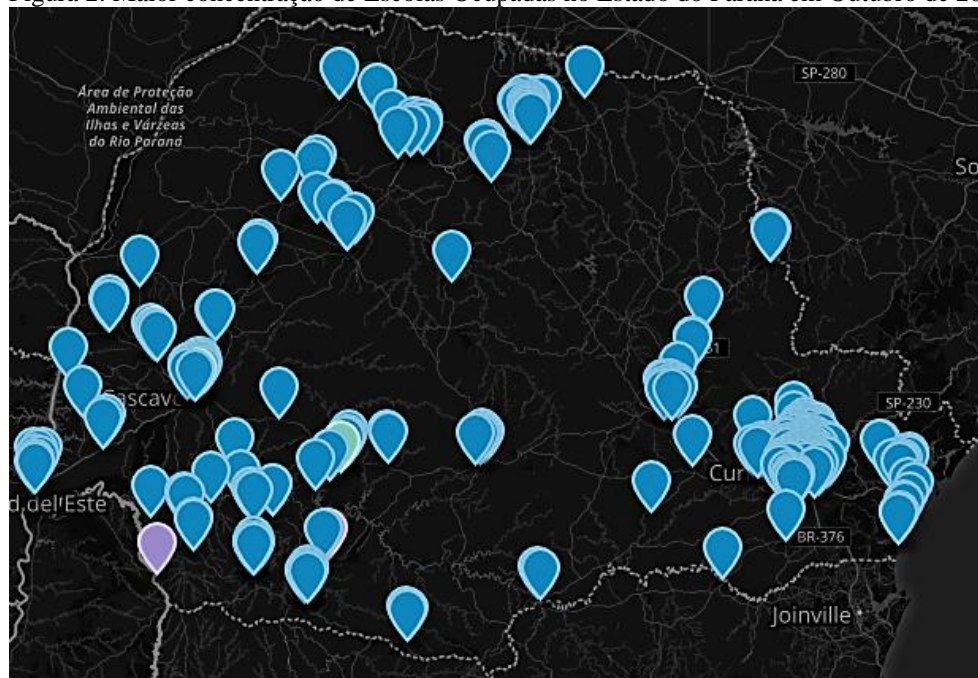 Figura 2: Maior concentração de Escolas Ocupadas no Estado do Paraná em Outubro de
SP-280
Área de Proteção
Ambiental das
Ilhas e Várzeas
do Rio Paraná
So
SP-230
Cur
d del Este
BR-376
Joinville